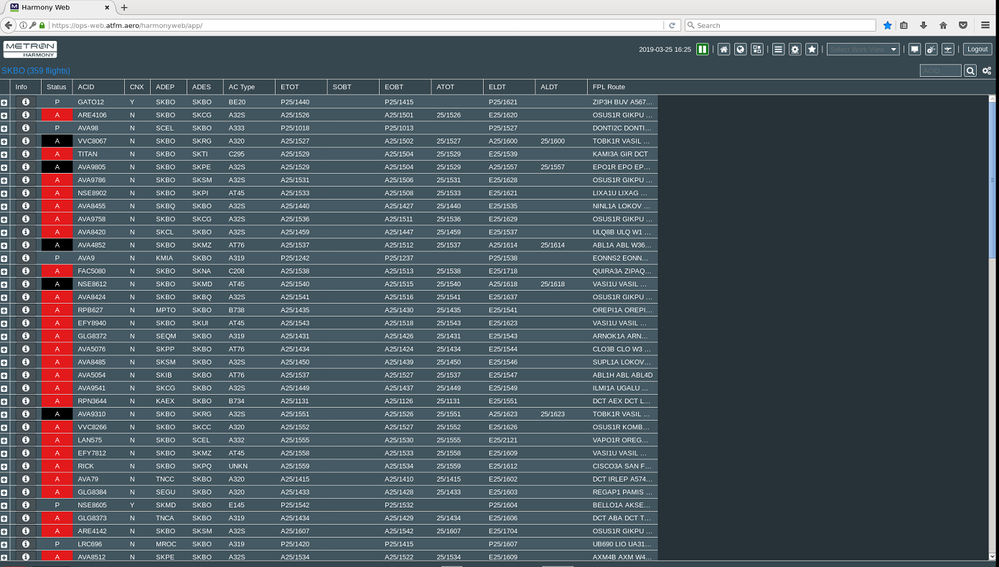 Harmony Web
https://ops-web.atfm.aero/harmonyweb/app/ Search
METRON HARMONY
2019-03-25 16:25 Select Work View Logout
SKBO (359 flights) ACID
Info Status ACID CNX ADEP ADES AC Type ETOT SOBT EOBT ATOT ELDT ALDT FPL Route
P GATO12 Y SKBO SKBO BE20 P25/1440 P25/1415 P25/1621 ZIP3H BUV A567...
A ARE4106 N SKBO SKCG A32S A25/1526 A25/1501 25/1526 E25/1620 OSUS1R GIKPU ...
P AVA98 N SCEL SKBO A333 P25/1018 P25/1013 P25/1527 DONTI2C DONTI...
A VVC8067 N SKBO SKRG A320 A25/1527 A25/1502 25/1527 A25/1600 25/1600 TOBK1R VASIL ...
A TITAN N SKBO SKTI C295 A25/1529 A25/1504 25/1529 E25/1539 KAMI3A GIR DCT
A AVA9805 N SKBO SKPE A32S A25/1529 A25/1504 25/1529 A25/1557 25/1557 EPO1R EPO EP...
A AVA9786 N SKBO SKSM A32S A25/1531 A25/1506 25/1531 E25/1628 OSUS1R GIKPU ...
A NSE8902 N SKBO SKPI AT45 A25/1533 A25/1508 25/1533 E25/1621 LIXA1U LIXAG ...
A AVA8455 N SKBQ SKBO A32S A25/1440 A25/1427 25/1440 E25/1535 NINL1A LOKOV ...
A AVA9758 N SKBO SKCG A32S A25/1536 A25/1511 25/1536 E25/1629 OSUS1R GIKPU ...
A AVA8420 N SKCL SKBO A32S A25/1459 A25/1447 25/1459 E25/1537 ULQ8B ULQ W1 ...
A AVA4852 N SKBO SKMZ AT76 A25/1537 A25/1512 25/1537 A25/1614 25/1614 ABL1A ABL W36...
P AVA9 N KMIA SKBO A319 P25/1242 P25/1237 P25/1538 EONNS2 EONN...
A FAC5080 N SKBO SKNA C208 A25/1538 A25/1513 25/1538 E25/1718 QUIRA3A ZIPAQ...
A NSE8612 N SKBO SKMD AT45 A25/1540 A25/1515 25/1540 A25/1618 25/1618 VASI1U VASIL ...
A AVA8424 N SKBO SKBQ A32S A25/1541 A25/1516 25/1541 E25/1637 OSUS1R GIKPU ...
A RPB627 N MPTO SKBO B738 A25/1435 A25/1430 25/1435 E25/1541 OREPI1A OREPI...
A EFY8940 N SKBO SKUI AT45 A25/1543 A25/1518 25/1543 E25/1623 VASI1U VASIL ...
A GLG8372 N SEQM SKBO A319 A25/1431 A25/1426 25/1431 E25/1543 ARNOK1A ARN...
A AVA5076 N SKPP SKBO AT76 A25/1434 A25/1424 25/1434 E25/1544 CLO3B CLO W3 ...
A AVA8485 N SKSM SKBO A32S A25/1450 A25/1439 25/1450 E25/1546 SUPL1A LOKOV...
A AVA5054 N SKIB SKBO AT76 A25/1537 A25/1527 25/1537 E25/1547 ABL1H ABL ABL4D
A AVA9541 N SKCG SKBO A32S A25/1449 A25/1437 25/1449 E25/1549 ILMI1A UGALU ...
A RPN3644 N KAEX SKBO B734 A25/1131 A25/1126 25/1131 E25/1551 DCT AEX DCT L...
A AVA9310 N SKBO SKRG A32S A25/1551 A25/1526 25/1551 A25/1623 25/1623 TOBK1R VASIL ...
A VVC8266 N SKBO SKCC A320 A25/1552 A25/1527 25/1552 E25/1626 OSUS1R KOMB...
A LAN575 N SKBO SCEL A332 A25/1555 A25/1530 25/1555 E25/2121 VAPO1R OREG...
A EFY7812 N SKBO SKMZ AT45 A25/1558 A25/1533 25/1558 E25/1609 VASI1U VASIL ...
A RICK N SKBO SKPQ UNKN A25/1559 A25/1534 25/1559 E25/1612 CISCO3A SAN F...
A AVA79 N TNCC SKBO A320 A25/1415 A25/1410 25/1415 E25/1602 DCT IRLEP A574...
A GLG8384 N SEGU SKBO A320 A25/1433 A25/1428 25/1433 E25/1603 REGAP1 PAMIS ...
P NSE8605 Y SKMD SKBO E145 P25/1542 P25/1532 P25/1604 BELLO1A AKSE...
A GLG8373 N TNCA SKBO A319 A25/1434 A25/1429 25/1434 E25/1606 DCT ABA DCT T...
A ARE4142 N SKBO SKSM A32S A25/1607 A25/1542 25/1607 E25/1704 OSUS1R GIKPU ...
P LRC696 N MROC SKBO A319 P25/1420 P25/1415 P25/1607 UB690 LIO UA31...
A AVA8512 N SKPE SKBO A32S A25/1534 A25/1522 25/1534 E25/1609 AXM4B AXM W4...